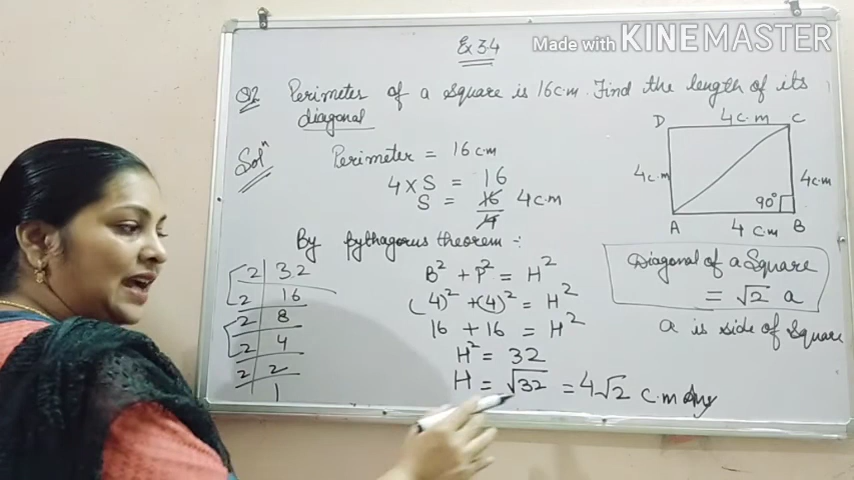 Ex 3.4
Made with KINEMASTER
Q2 Perimeter of a square is 16 c.m. Find the length of its
diagonal
Solⁿ
Perimeter = 16 c.m
4 x S = 16
S = 16/4 4 c.m
By pythagorus theorem :-
B² + P² = H²
(4)² + (4)² = H²
16 + 16 = H²
H² = 32
H = √32 = 4√2 c.m Ans
2 | 32
2 | 16
2 | 8
2 | 4
2 | 2
1
D 4 c.m C
4 c.m 4 c.m
90°
A 4 c.m B
Diagonal of a Square
= √2 a
a is side of Square